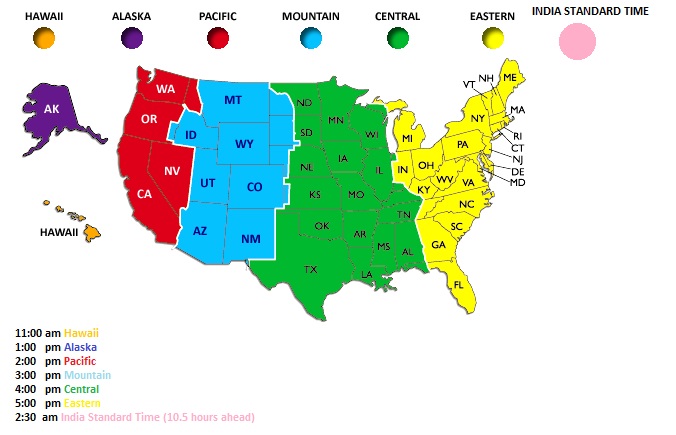 HAWAII ALASKA PACIFIC MOUNTAIN CENTRAL EASTERN INDIA STANDARD TIME
AK
WA
OR
CA
NV
ID
MT
WY
UT
CO
AZ
NM
NO
SD
NE
KS
OK
TX
MN
IA
MO
AR
LA
WI
IL
TN
MS
AL
MI
IN
OH
KY
WV
VA
NC
SC
GA
FL
PA
NY
VT
NH
ME
MA
RI
CT
NJ
DE
MD
HAWAII
11:00 am Hawaii
1:00 pm Alaska
2:00 pm Pacific
3:00 pm Mountain
4:00 pm Central
5:00 pm Eastern
2:30 am India Standard Time (10.5 hours ahead)